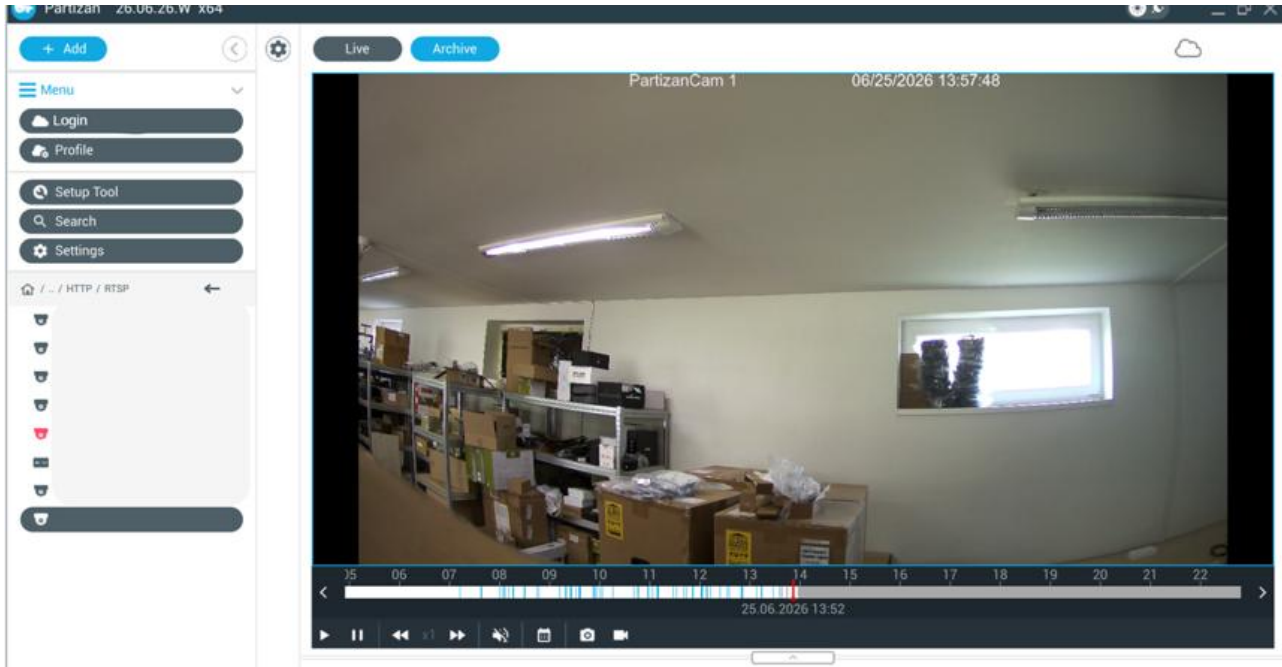 Partizan 26.06.26.W x64
+ Add
Live
Archive
Menu
Login
Profile
Setup Tool
Search
Settings
/ .. / HTTP / RTSP
PartizanCam 1 06/25/2026 13:57:48
05 06 07 08 09 10 11 12 13 14 15 16 17 18 19 20 21 22
25.06.2026 13:52
x1